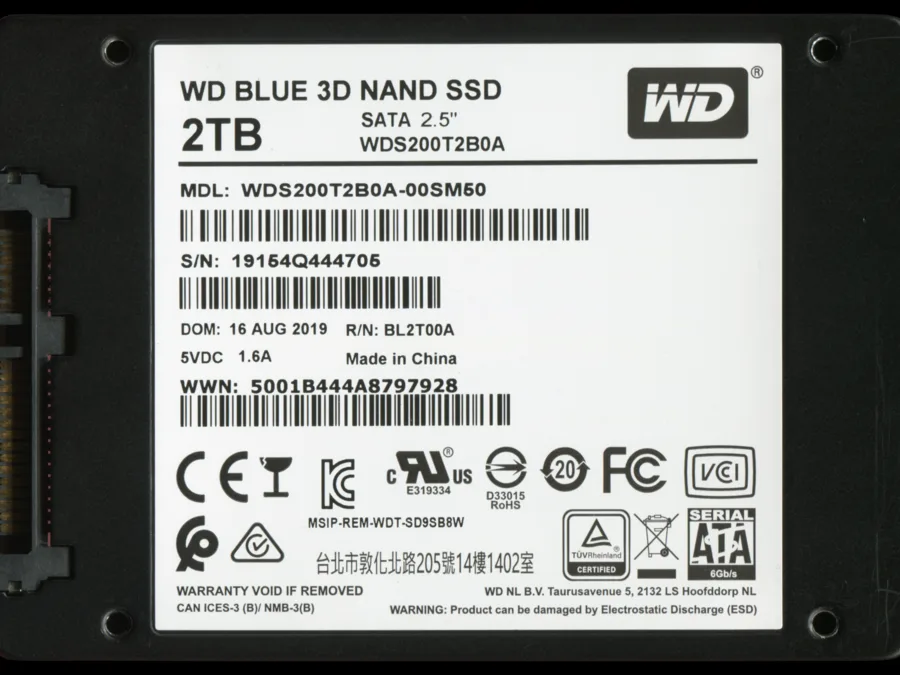 WD BLUE 3D NAND SSD
2TB
SATA 2.5"
WDS200T2B0A
WD®
MDL: WDS200T2B0A-00SM50
S/N: 19154Q444705
DOM: 16 AUG 2019 R/N: BL2T00A
5VDC 1.6A Made in China
WWN: 5001B444A8797928
CE
c RU® US
E319334
D33015
RoHS
20
FC
VCI
MSIP-REM-WDT-SD9SB8W
台北市敦化北路205號14樓1402室
TÜVRheinland®
CERTIFIED
SERIAL
SATA
6Gb/s
WARRANTY VOID IF REMOVED
WD NL B.V. Taurusavenue 5, 2132 LS Hoofddorp NL
CAN ICES-3 (B)/ NMB-3(B)
WARNING: Product can be damaged by Electrostatic Discharge (ESD)